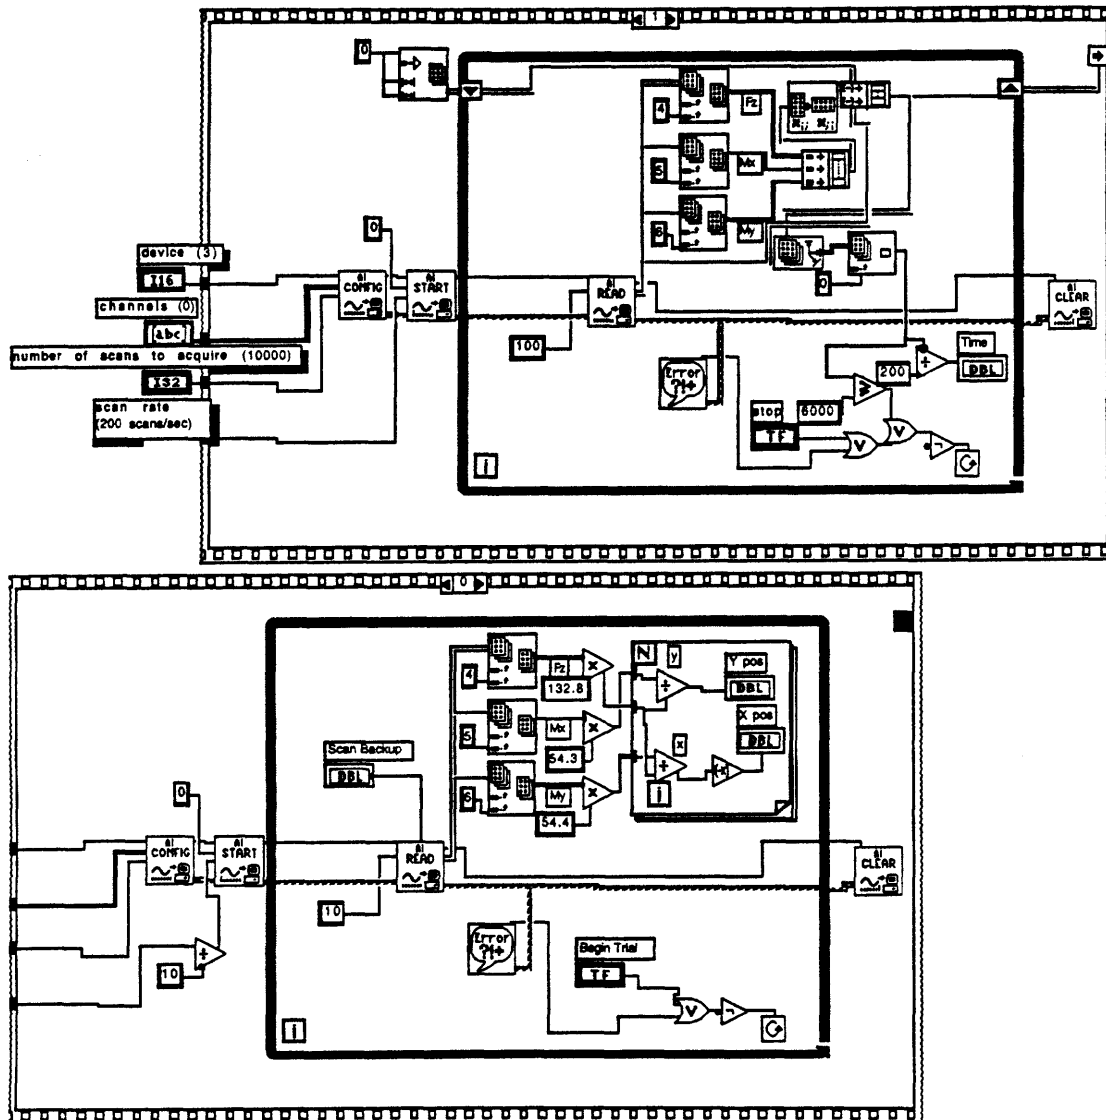 1
0
4
Fz
x i,j
x j,i
5
Mx
0
6
My
device (3)
I16
AI
CONFIG
AI
START
AI
READ
0
AI
CLEAR
channels (0)
[abc]
number of scans to acquire (10000)
100
Time
I32
Error
?!+
200
÷
DBL
scan rate
(200 scans/sec)
≥
stop
6000
TF
V
V
i
0
N
y
Y pos
4
Fz
x
÷
DBL
132.8
X pos
Scan Backup
5
Mx
x
x
DBL
DBL
54.3
÷
-x
0
6
My
x
i
54.4
AI
CONFIG
AI
START
AI
READ
AI
CLEAR
10
Error
?!+
÷
Begin Trial
10
TF
V
i